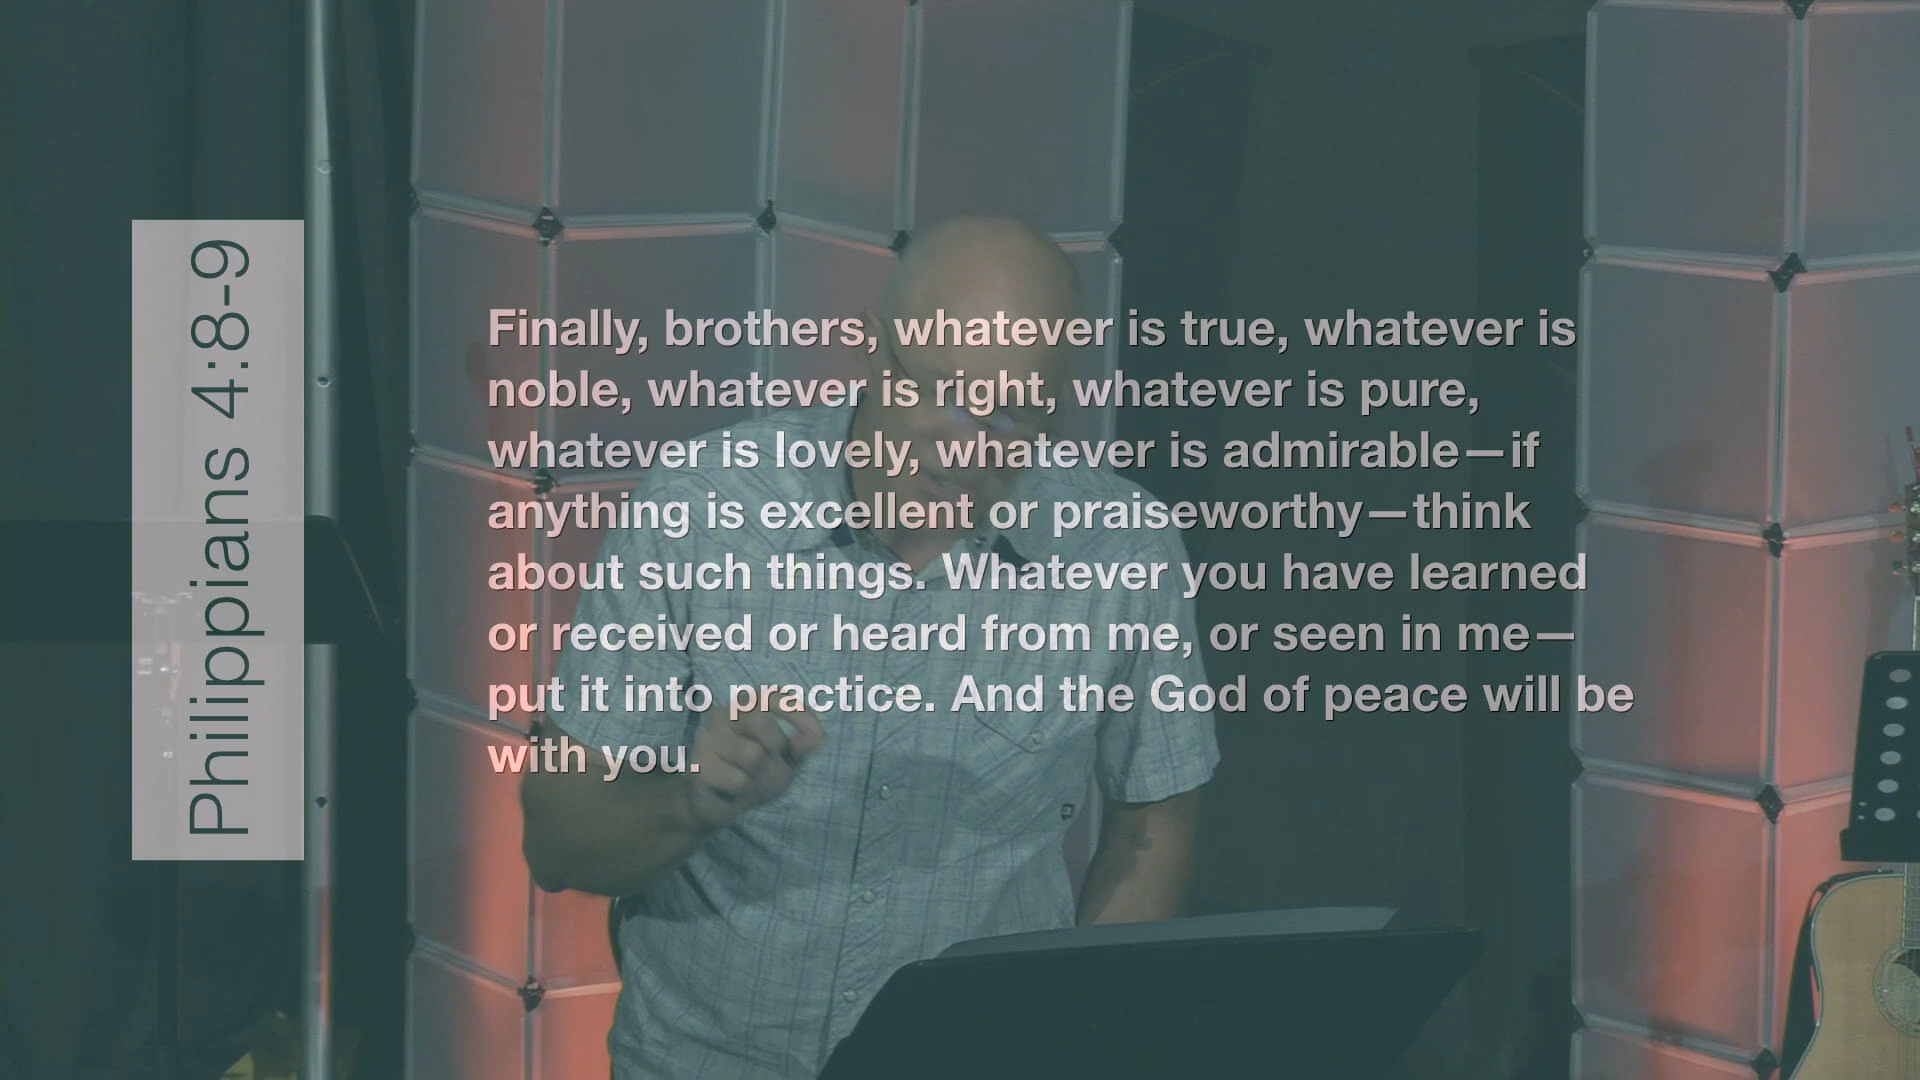 Philippians 4:8-9
Finally, brothers, whatever is true, whatever is
noble, whatever is right, whatever is pure,
whatever is lovely, whatever is admirable—if
anything is excellent or praiseworthy—think
about such things. Whatever you have learned
or received or heard from me, or seen in me—
put it into practice. And the God of peace will be
with you.